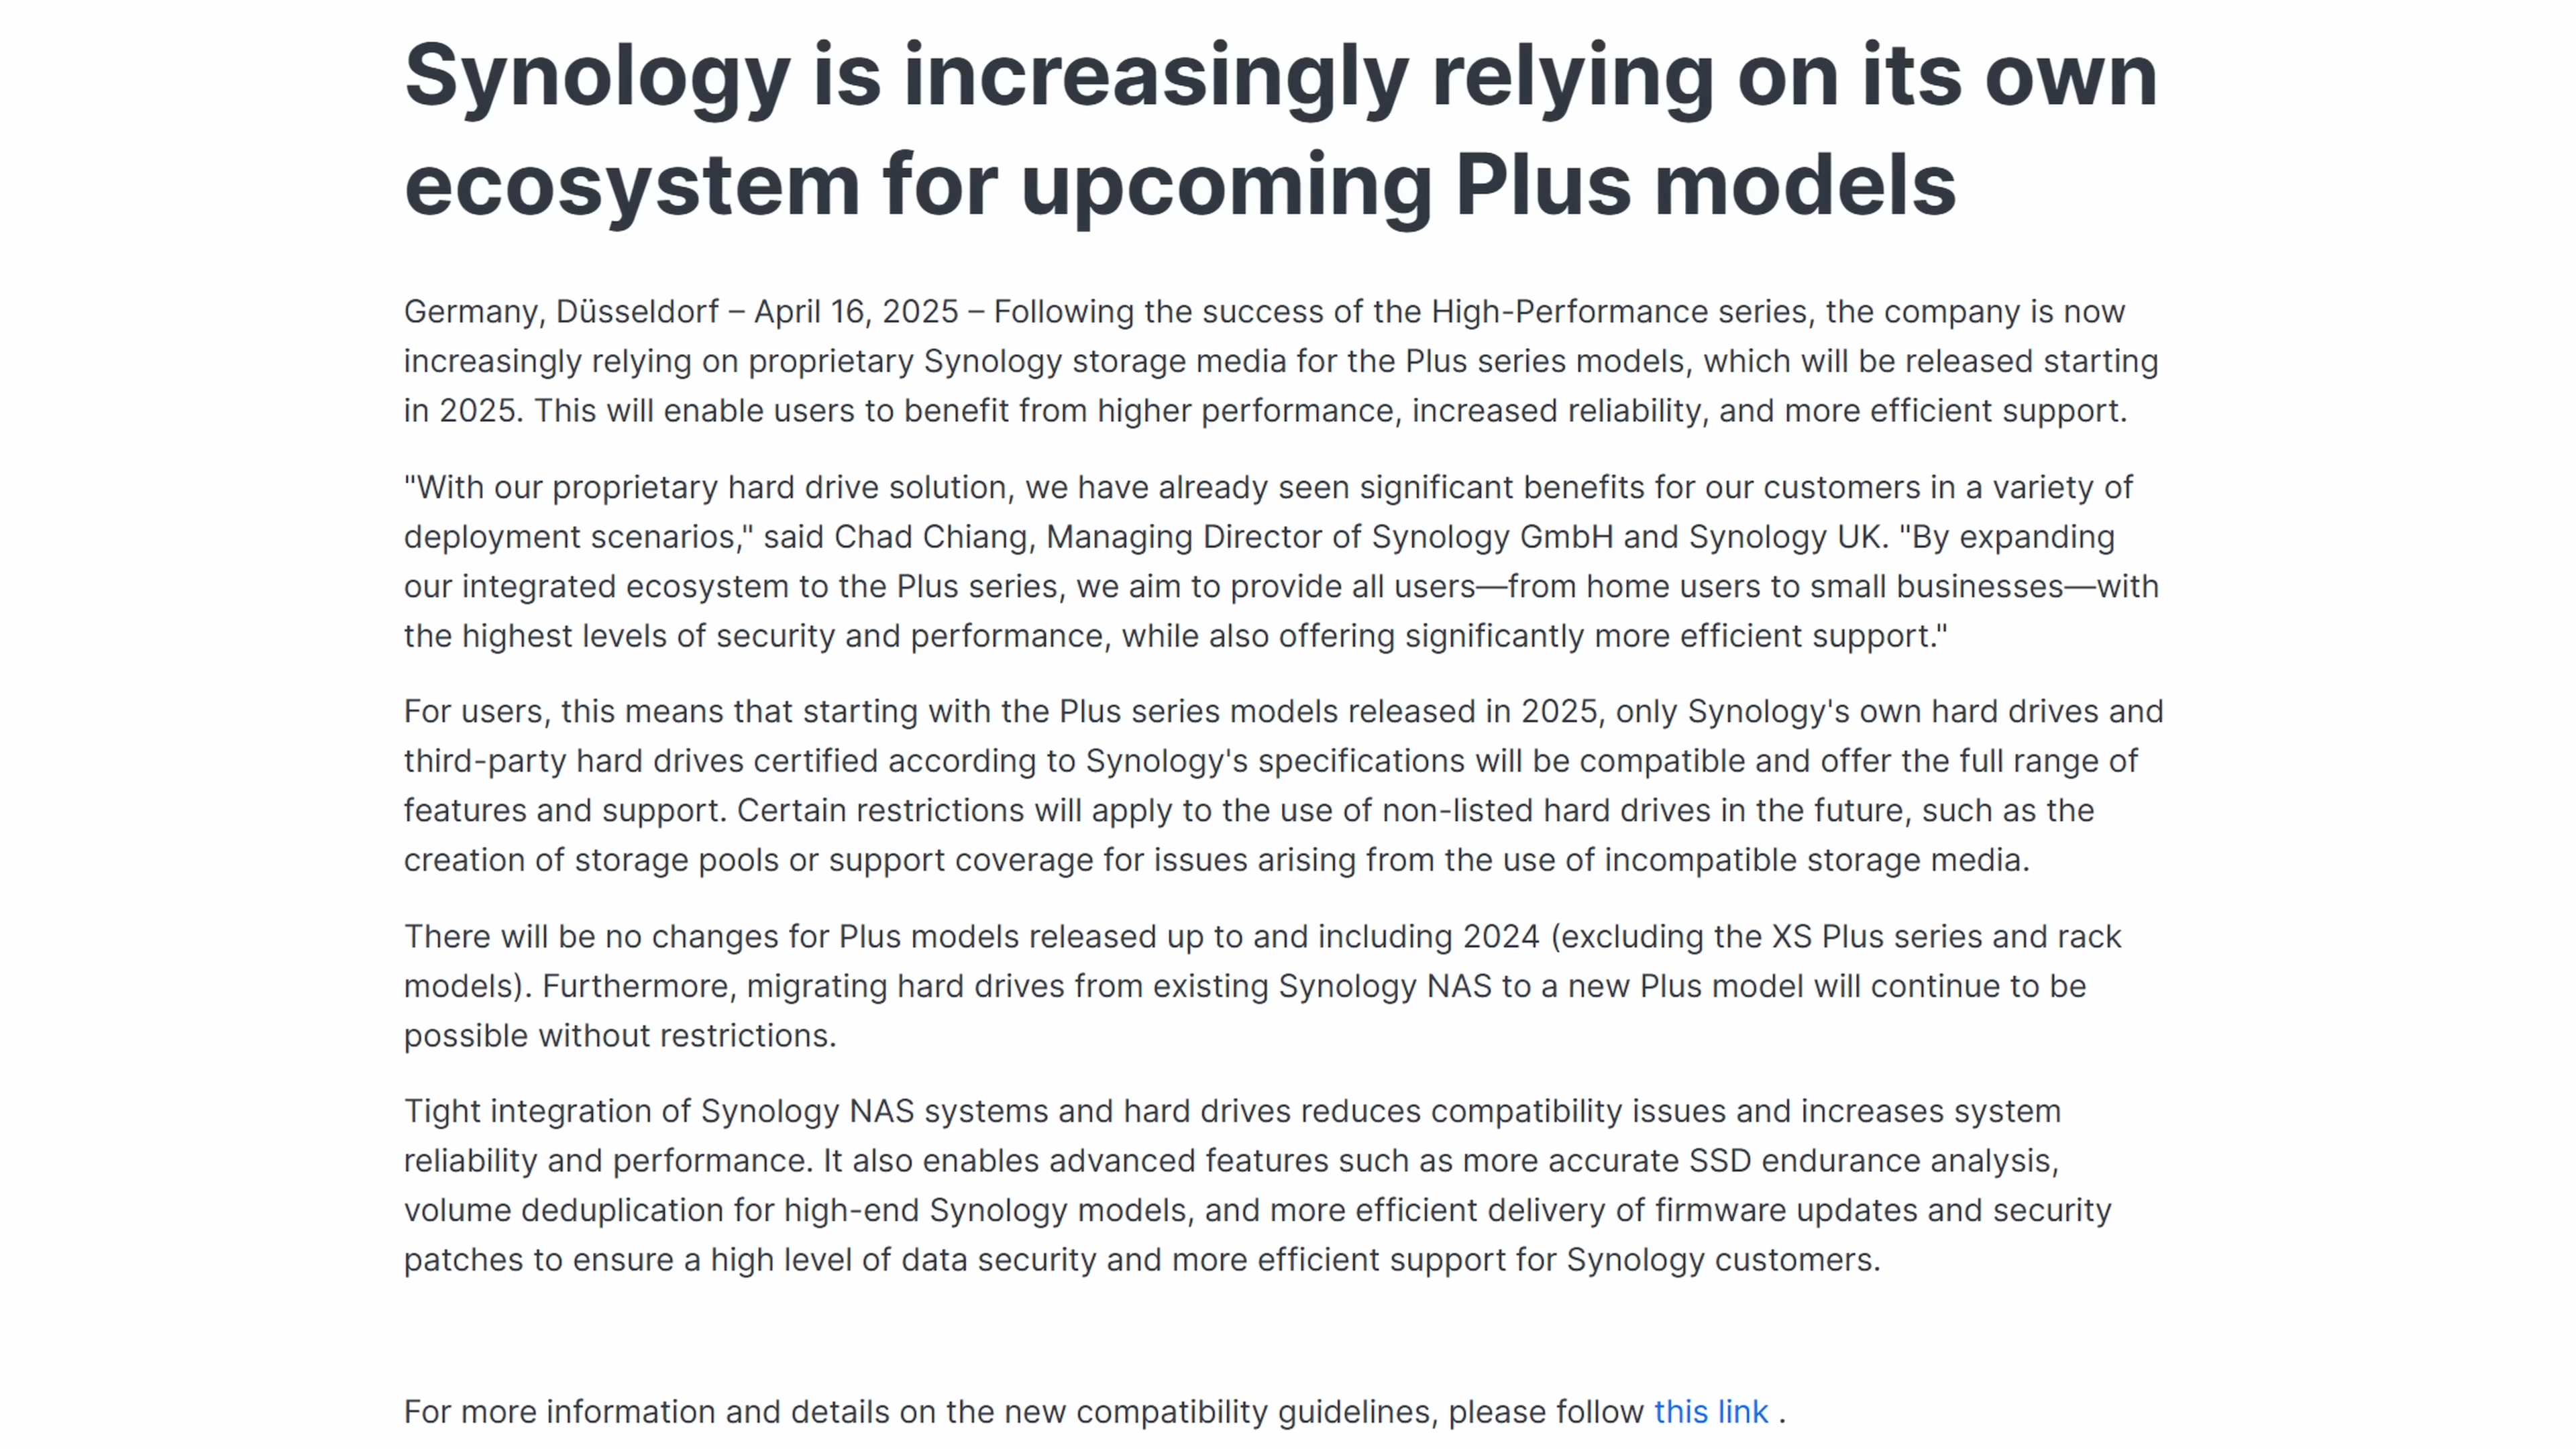 Synology is increasingly relying on its own
ecosystem for upcoming Plus models
Germany, Düsseldorf – April 16, 2025 – Following the success of the High-Performance series, the company is now
increasingly relying on proprietary Synology storage media for the Plus series models, which will be released starting
in 2025. This will enable users to benefit from higher performance, increased reliability, and more efficient support.
"With our proprietary hard drive solution, we have already seen significant benefits for our customers in a variety of
deployment scenarios," said Chad Chiang, Managing Director of Synology GmbH and Synology UK. "By expanding
our integrated ecosystem to the Plus series, we aim to provide all users—from home users to small businesses—with
the highest levels of security and performance, while also offering significantly more efficient support."
For users, this means that starting with the Plus series models released in 2025, only Synology's own hard drives and
third-party hard drives certified according to Synology's specifications will be compatible and offer the full range of
features and support. Certain restrictions will apply to the use of non-listed hard drives in the future, such as the
creation of storage pools or support coverage for issues arising from the use of incompatible storage media.
There will be no changes for Plus models released up to and including 2024 (excluding the XS Plus series and rack
models). Furthermore, migrating hard drives from existing Synology NAS to a new Plus model will continue to be
possible without restrictions.
Tight integration of Synology NAS systems and hard drives reduces compatibility issues and increases system
reliability and performance. It also enables advanced features such as more accurate SSD endurance analysis,
volume deduplication for high-end Synology models, and more efficient delivery of firmware updates and security
patches to ensure a high level of data security and more efficient support for Synology customers.
For more information and details on the new compatibility guidelines, please follow this link .